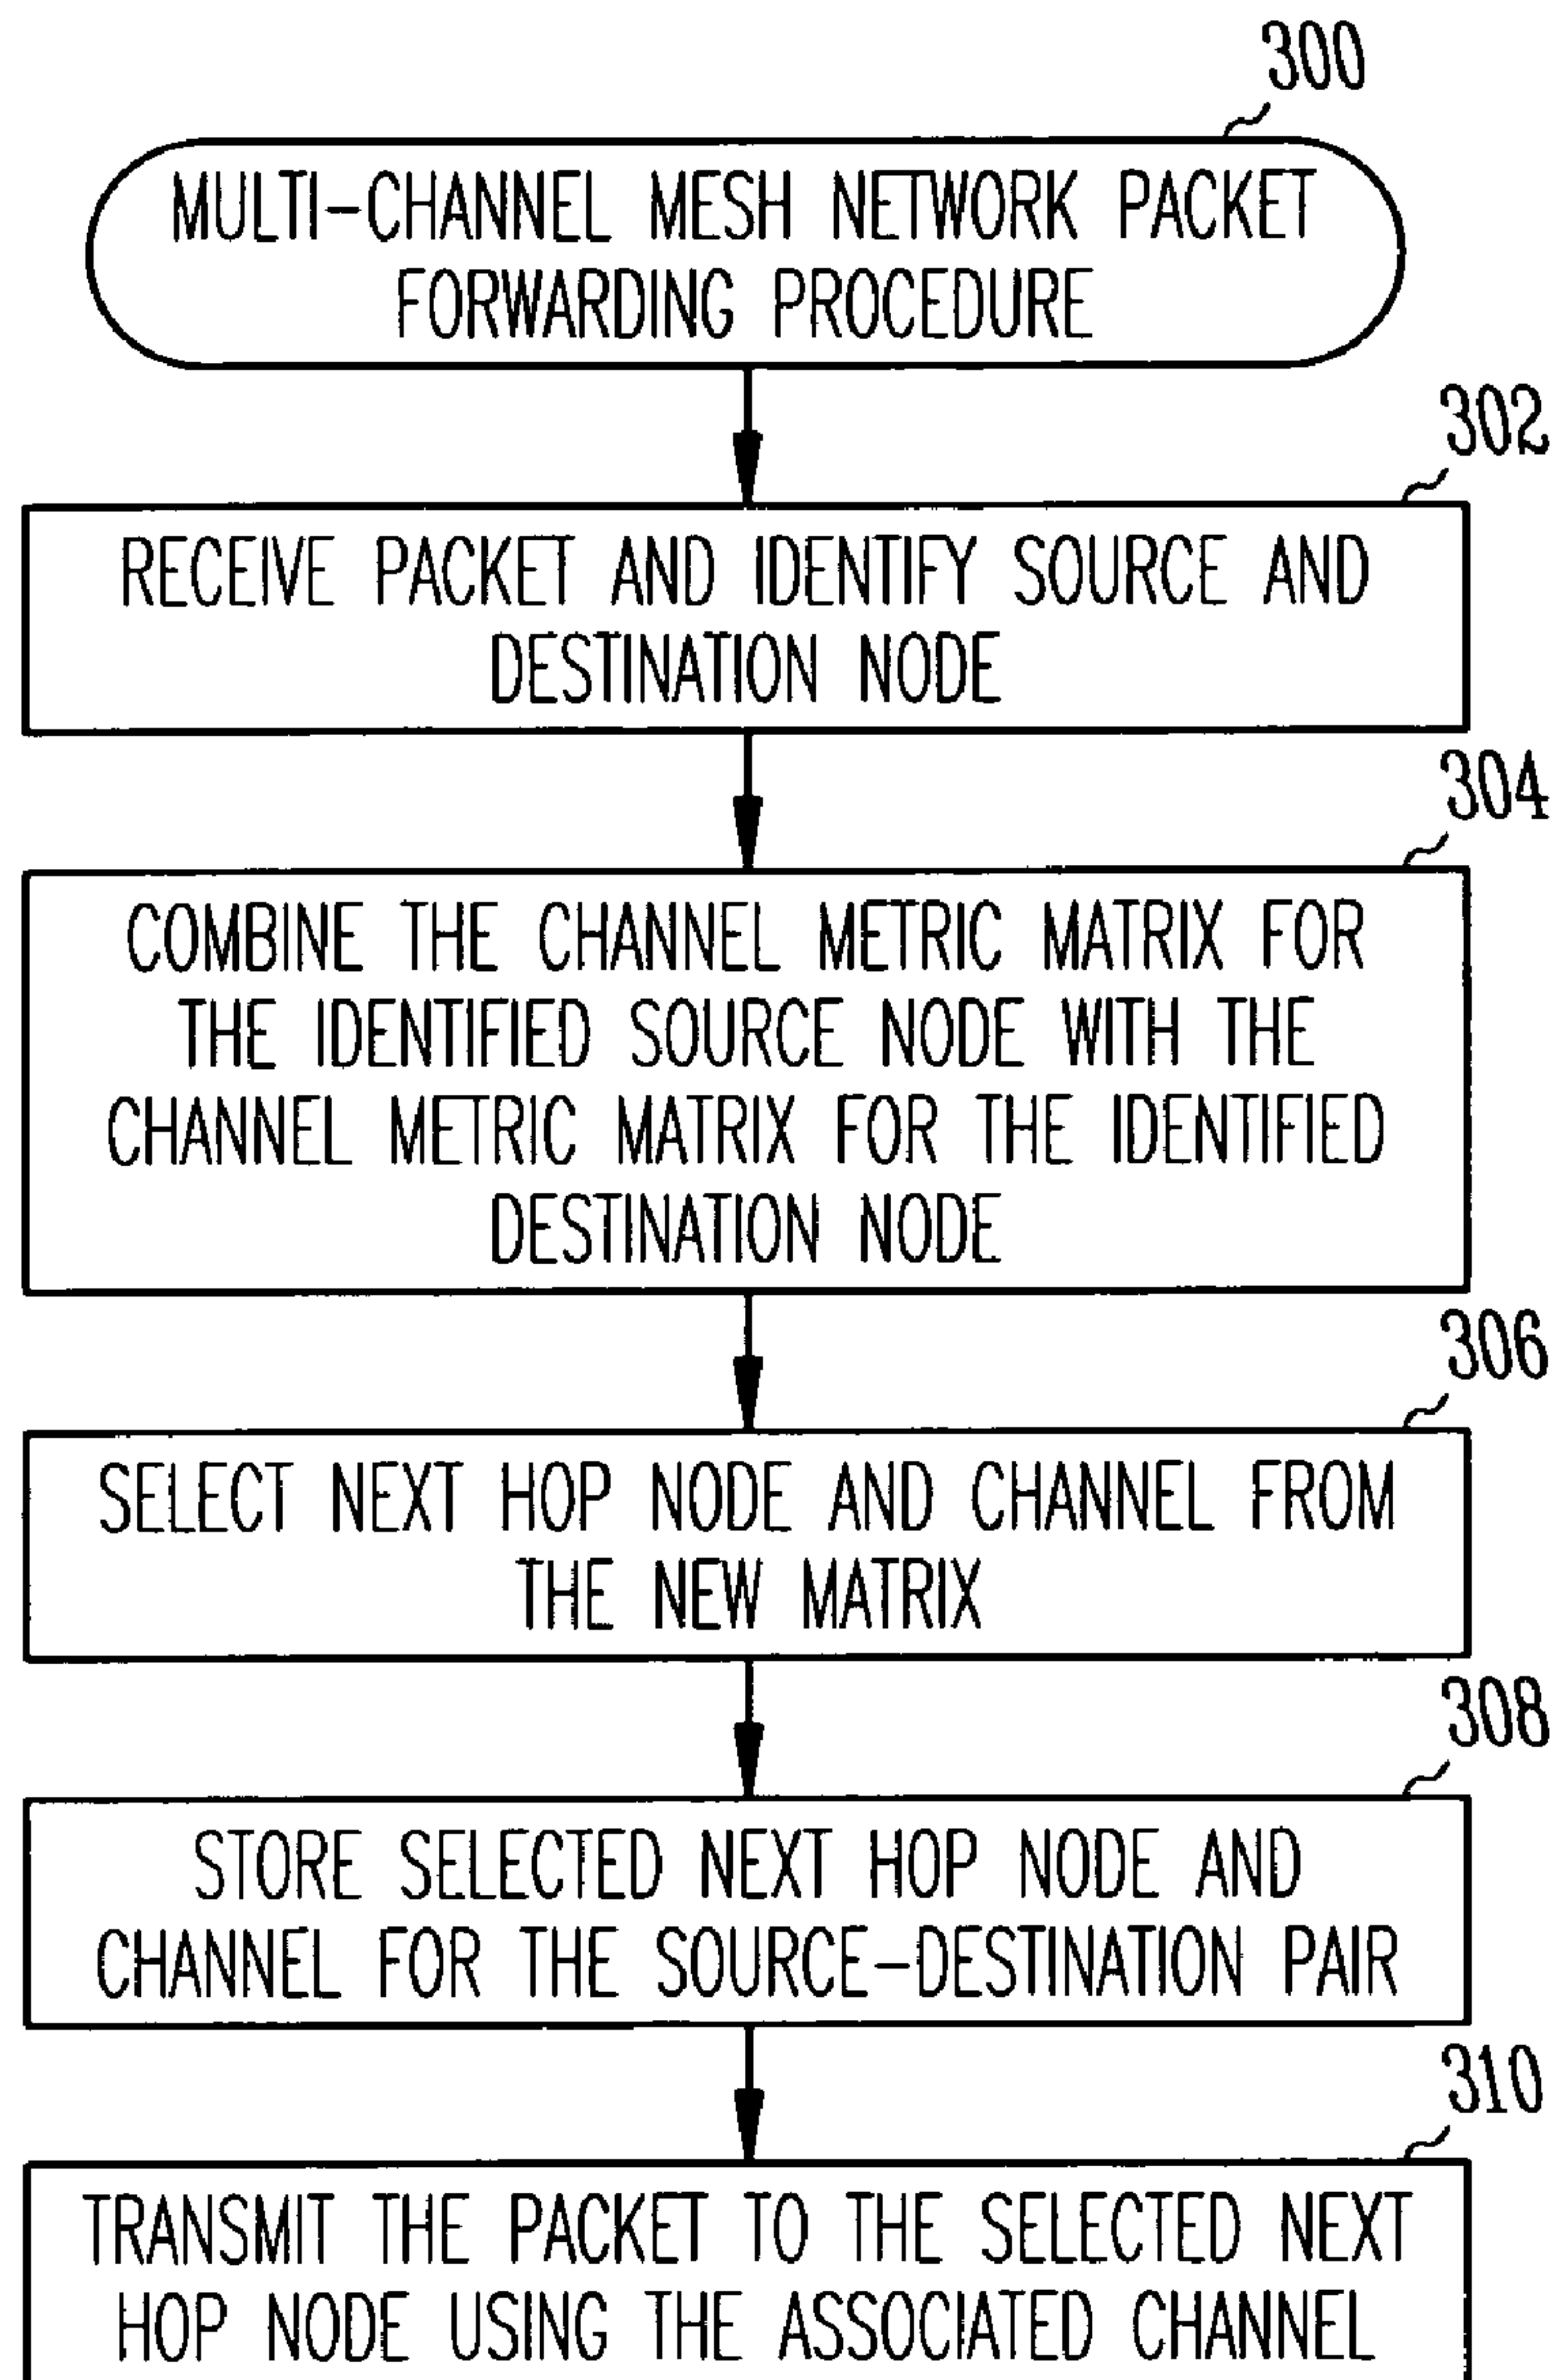 300
MULTI-CHANNEL MESH NETWORK PACKET
FORWARDING PROCEDURE
302
RECEIVE PACKET AND IDENTIFY SOURCE AND
DESTINATION NODE
304
COMBINE THE CHANNEL METRIC MATRIX FOR
THE IDENTIFIED SOURCE NODE WITH THE
CHANNEL METRIC MATRIX FOR THE IDENTIFIED
DESTINATION NODE
306
SELECT NEXT HOP NODE AND CHANNEL FROM
THE NEW MATRIX
308
STORE SELECTED NEXT HOP NODE AND
CHANNEL FOR THE SOURCE-DESTINATION PAIR
310
TRANSMIT THE PACKET TO THE SELECTED NEXT
HOP NODE USING THE ASSOCIATED CHANNEL